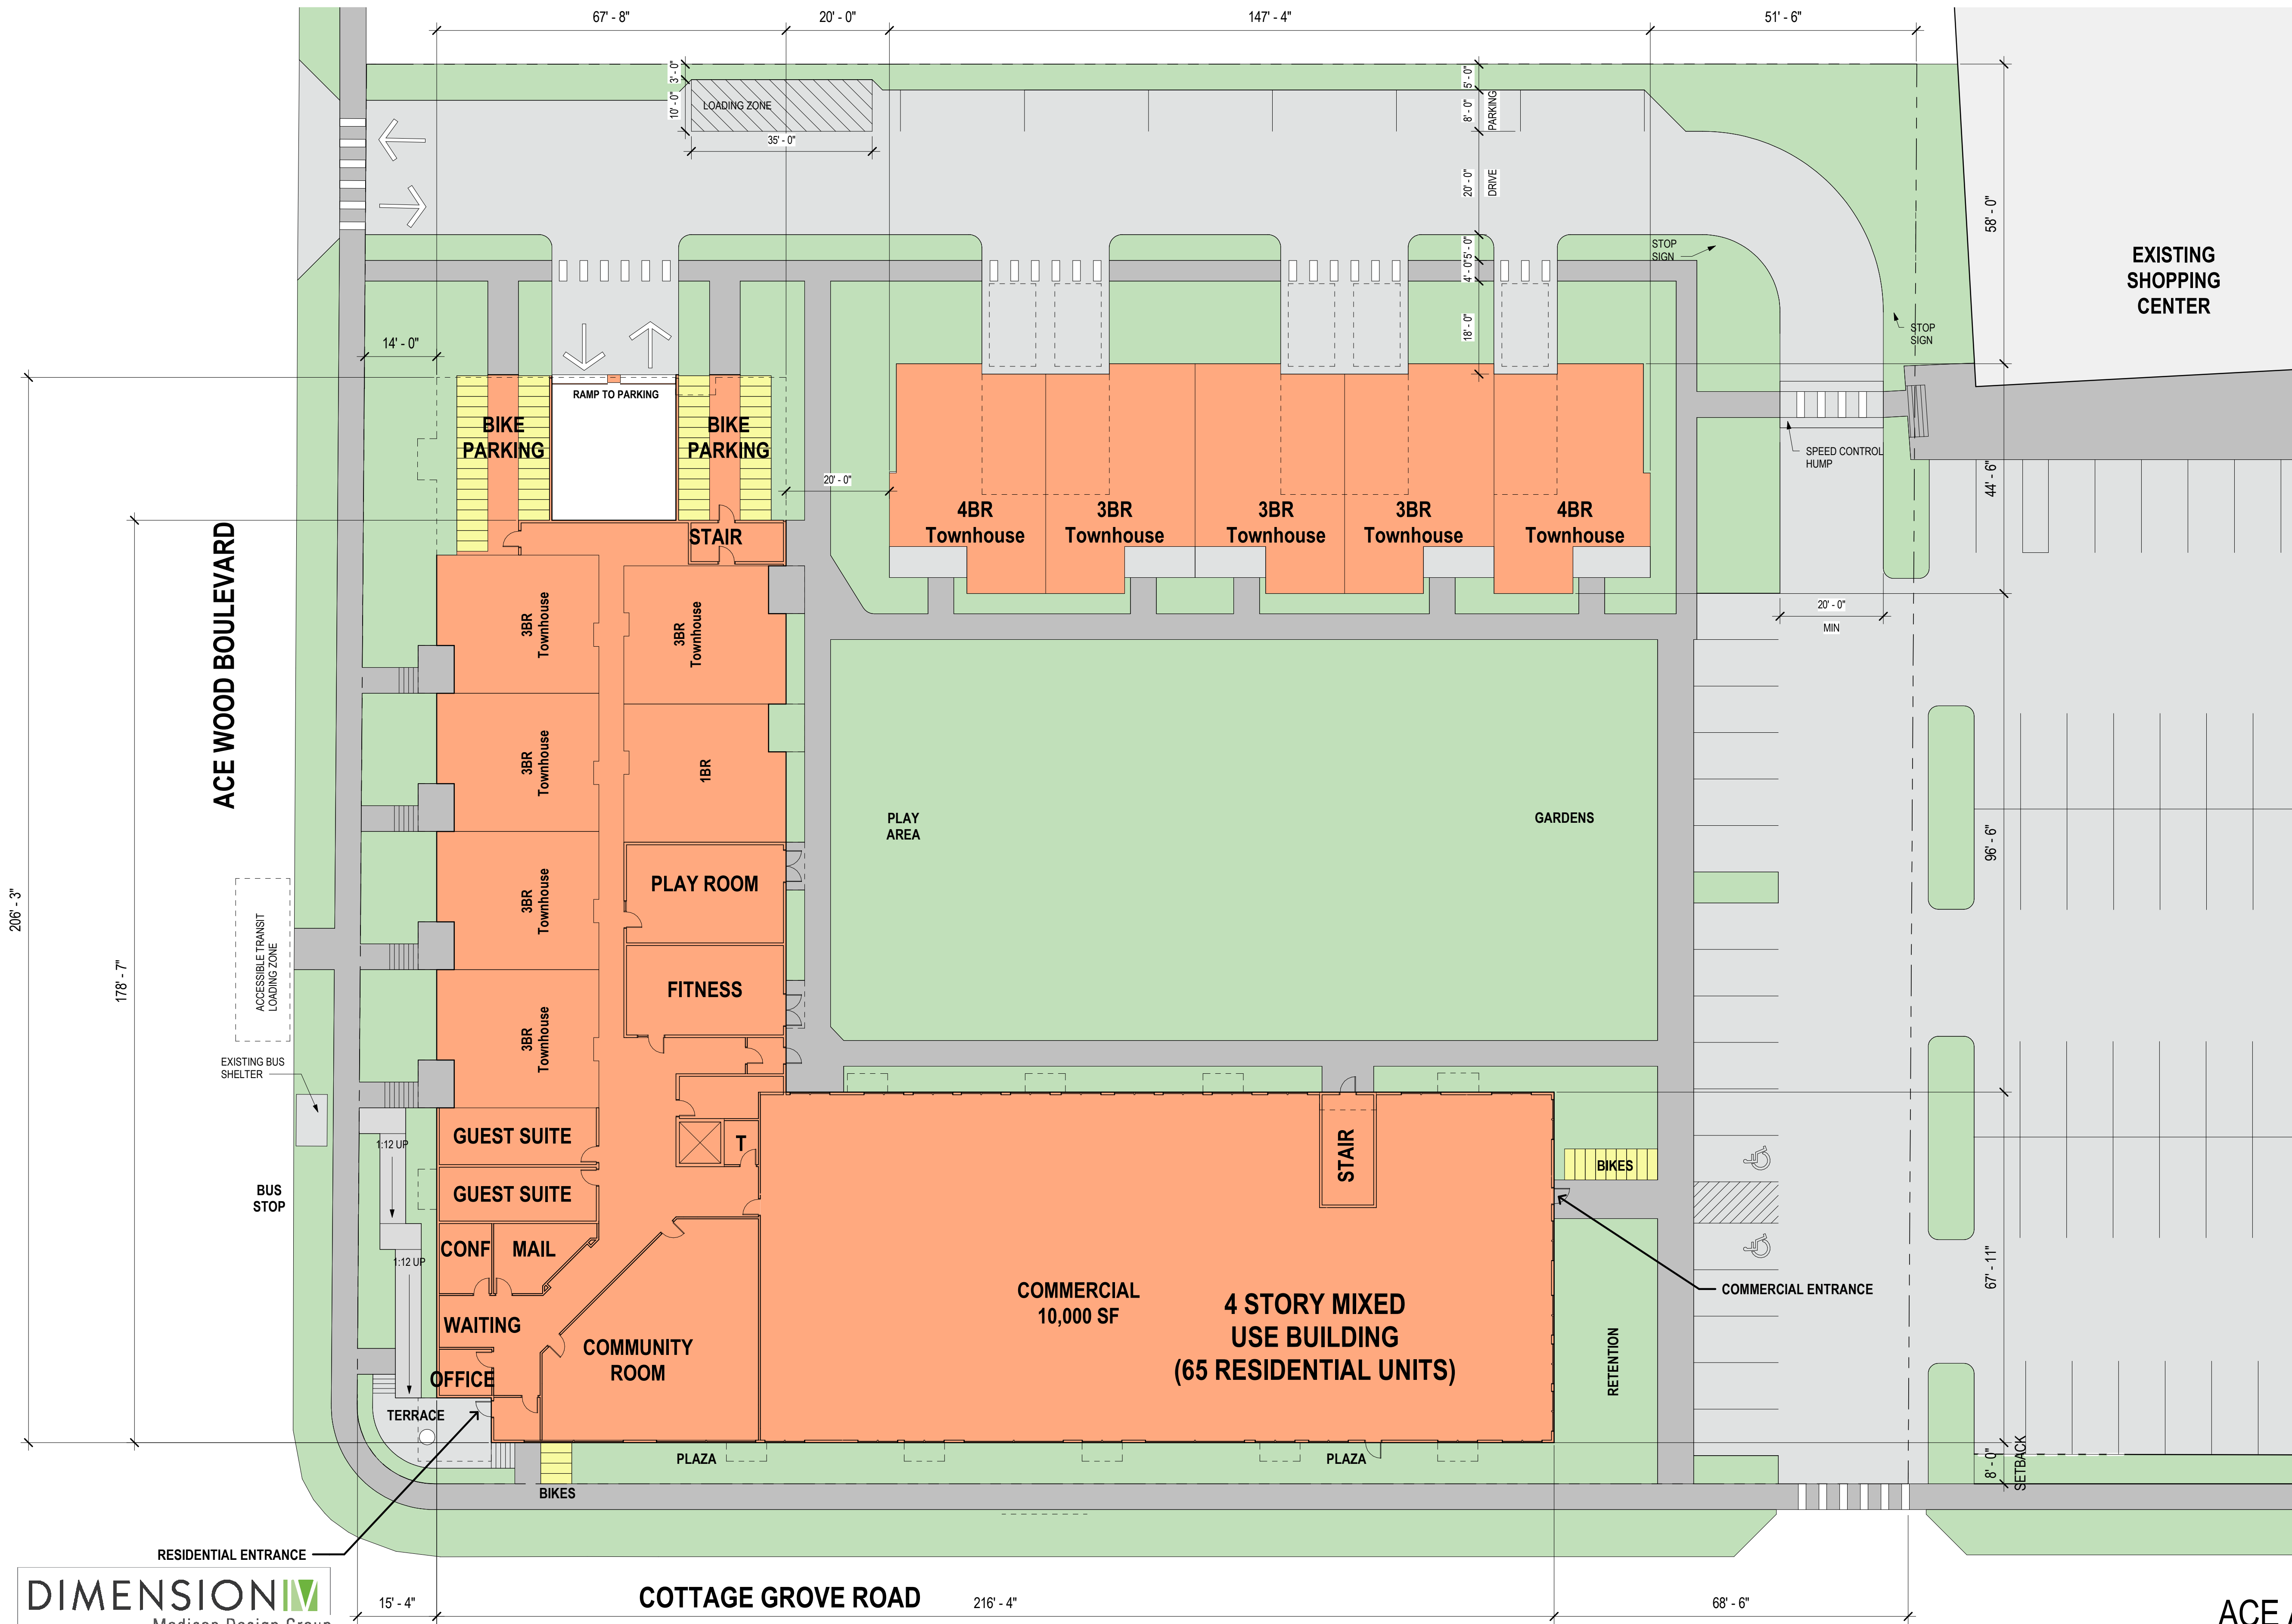 67' - 8"
20' - 0"
147' - 4"
51' - 6"
3' - 0"
10' - 0"
LOADING ZONE
35' - 0"
5' - 0"
8' - 0"
PARKING
20' - 0"
DRIVE
5' - 0"
4' - 0"
18' - 0"
58' - 0"
STOP
SIGN
STOP
SIGN
EXISTING
SHOPPING
CENTER
14' - 0"
RAMP TO PARKING
BIKE
PARKING
BIKE
PARKING
20' - 0"
SPEED CONTROL
HUMP
44' - 6"
4BR
Townhouse
3BR
Townhouse
3BR
Townhouse
3BR
Townhouse
4BR
Townhouse
STAIR
ACE WOOD BOULEVARD
3BR
Townhouse
3BR
Townhouse
20' - 0"
MIN
3BR
Townhouse
1BR
PLAY
AREA
GARDENS
96' - 6"
206' - 3"
178' - 7"
3BR
Townhouse
PLAY ROOM
ACCESSIBLE TRANSIT
LOADING ZONE
FITNESS
3BR
Townhouse
EXISTING BUS
SHELTER
1:12 UP
GUEST SUITE
T
STAIR
BIKES
BUS
STOP
GUEST SUITE
1:12 UP
CONF
MAIL
67' - 11"
COMMERCIAL
10,000 SF
COMMERCIAL ENTRANCE
4 STORY MIXED
USE BUILDING
(65 RESIDENTIAL UNITS)
WAITING
COMMUNITY
ROOM
RETENTION
OFFICE
TERRACE
PLAZA
PLAZA
8' - 0"
SETBACK
BIKES
RESIDENTIAL ENTRANCE
DIMENSION IV
Madison Design Group
15' - 4"
COTTAGE GROVE ROAD
216' - 4"
68' - 6"
ACE